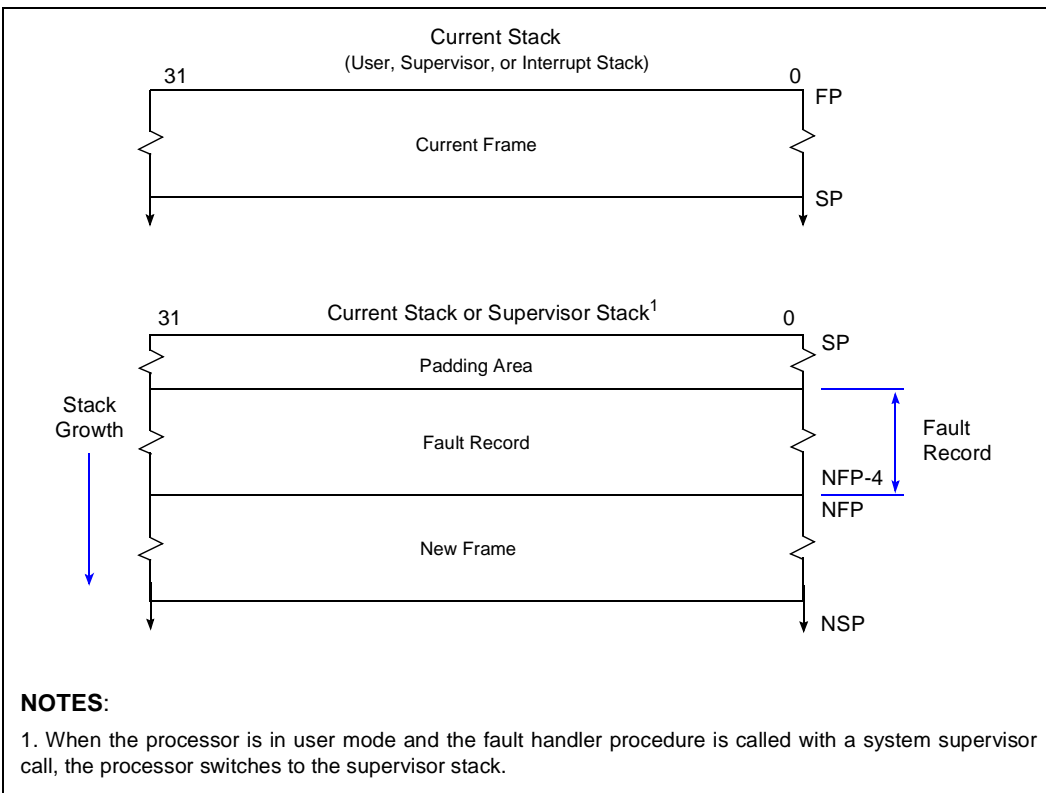 Current Stack
(User, Supervisor, or Interrupt Stack)
31
0
FP
Current Frame
SP
31
Current Stack or Supervisor Stack1
0
SP
Padding Area
Stack
Growth
Fault Record
Fault
Record
NFP-4
NFP
New Frame
NSP
NOTES:
1. When the processor is in user mode and the fault handler procedure is called with a system supervisor
call, the processor switches to the supervisor stack.